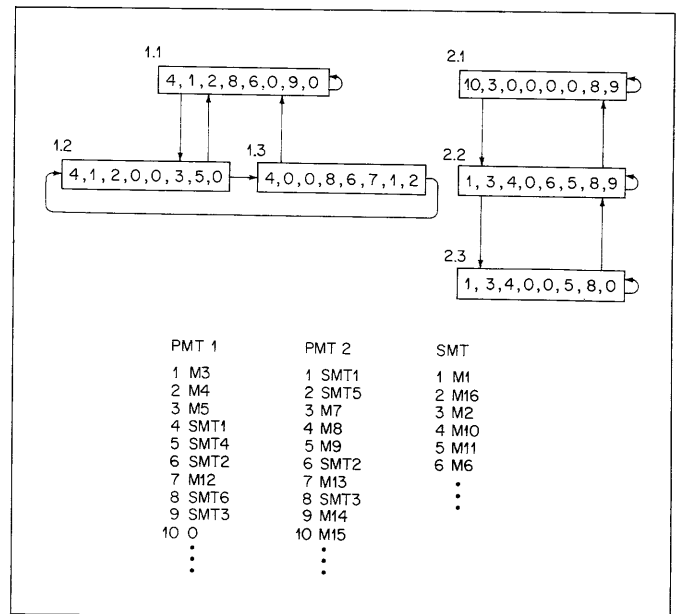 1.1
4,1,2,8,6,0,9,0
1.2
4,1,2,0,0,3,5,0
1.3
4,0,0,8,6,7,1,2
2.1
10,3,0,0,0,0,8,9
2.2
1,3,4,0,6,5,8,9
2.3
1,3,4,0,0,5,8,0
PMT 1
1 M3
2 M4
3 M5
4 SMT1
5 SMT4
6 SMT2
7 M12
8 SMT6
9 SMT3
10 0
PMT 2
1 SMT1
2 SMT5
3 M7
4 M8
5 M9
6 SMT2
7 M13
8 SMT3
9 M14
10 M15
SMT
1 M1
2 M16
3 M2
4 M10
5 M11
6 M6